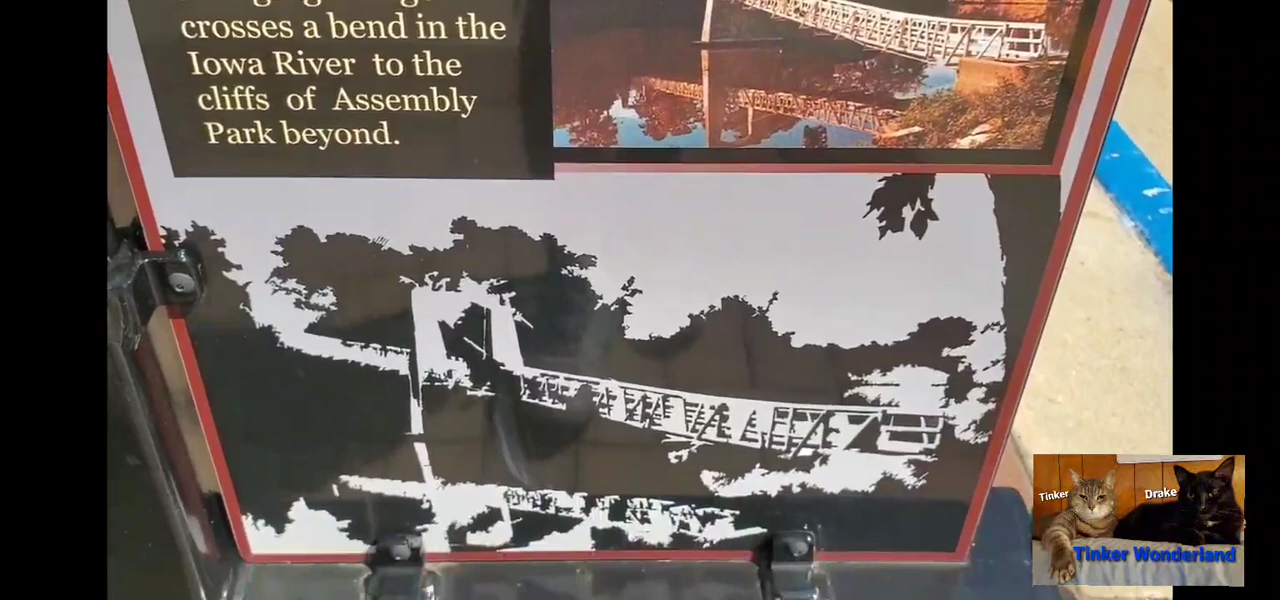 crosses a bend in the
Iowa River to the
cliffs of Assembly
Park beyond.
Tinker
Drake
Tinker Wonderland